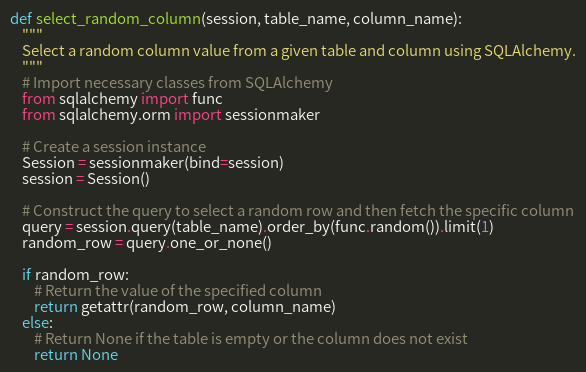 def select_random_column(session, table_name, column_name):
    """
    Select a random column value from a given table and column using SQLAlchemy.
    """
    # Import necessary classes from SQLAlchemy
    from sqlalchemy import func
    from sqlalchemy.orm import sessionmaker

    # Create a session instance
    Session = sessionmaker(bind=session)
    session = Session()

    # Construct the query to select a random row and then fetch the specific column
    query = session.query(table_name).order_by(func.random()).limit(1)
    random_row = query.one_or_none()

    if random_row:
        # Return the value of the specified column
        return getattr(random_row, column_name)
    else:
        # Return None if the table is empty or the column does not exist
        return None